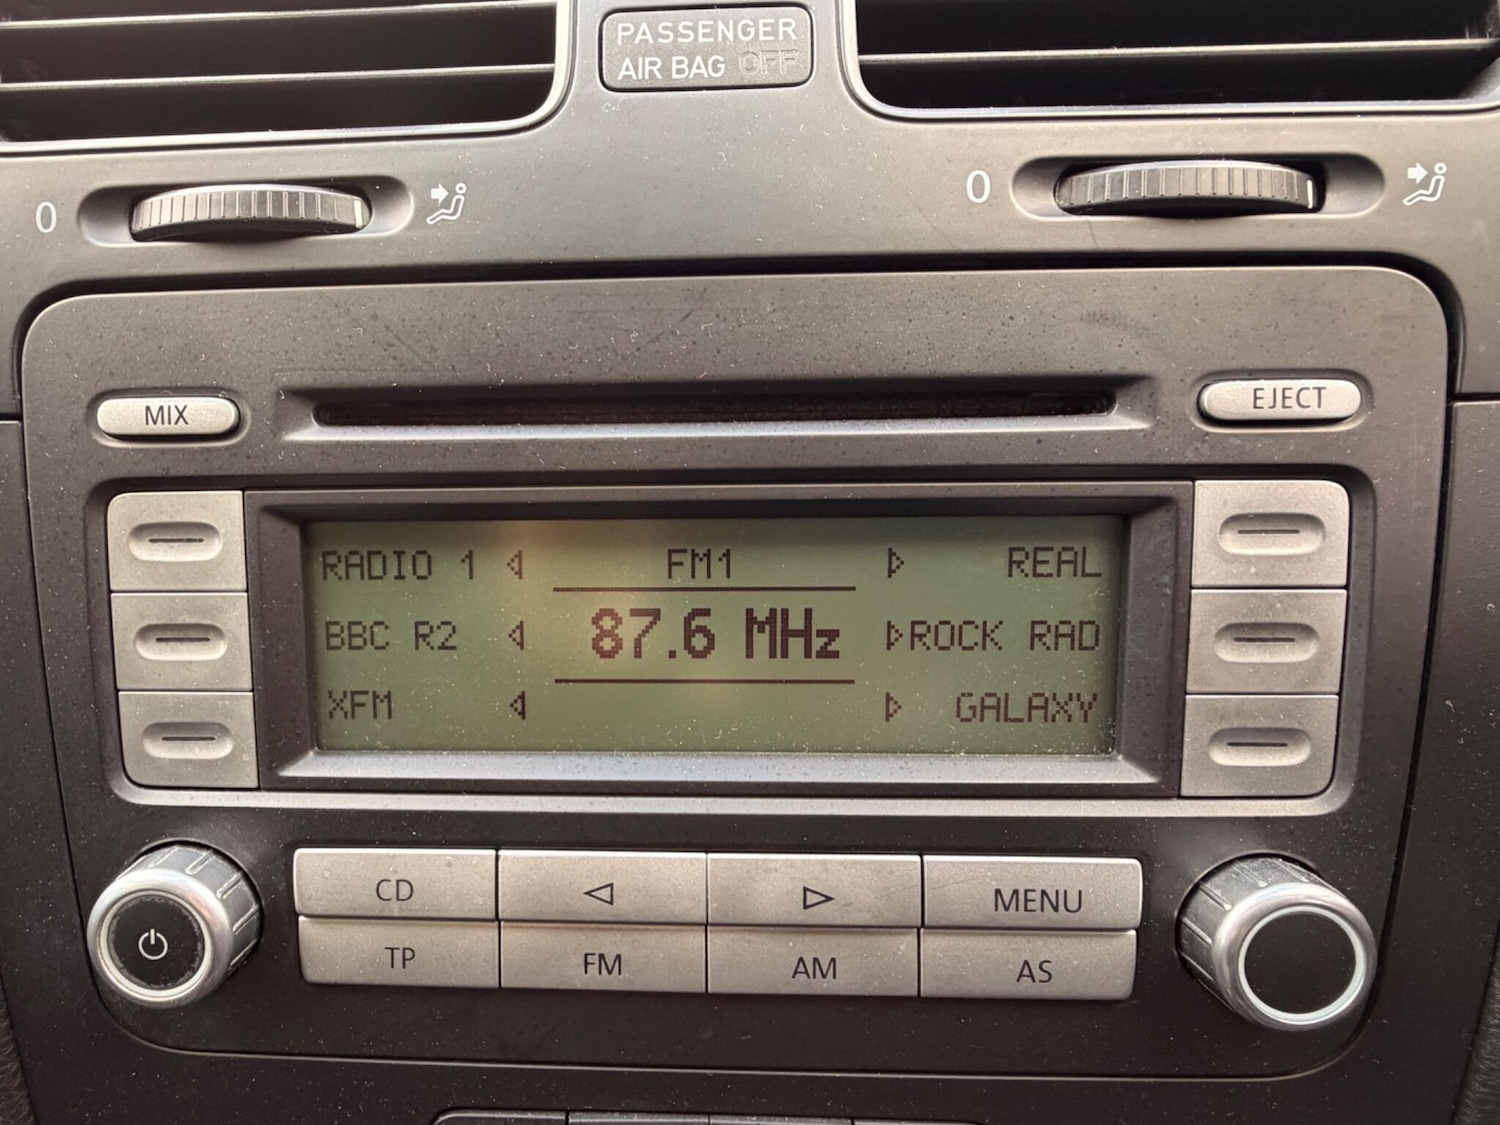 PASSENGER
AIR BAG OFF
0
0
MIX
EJECT
RADIO 1 FM1 REAL
BBC R2 87.6 MHz ROCK RAD
XFM GALAXY
CD MENU
TP FM AM AS